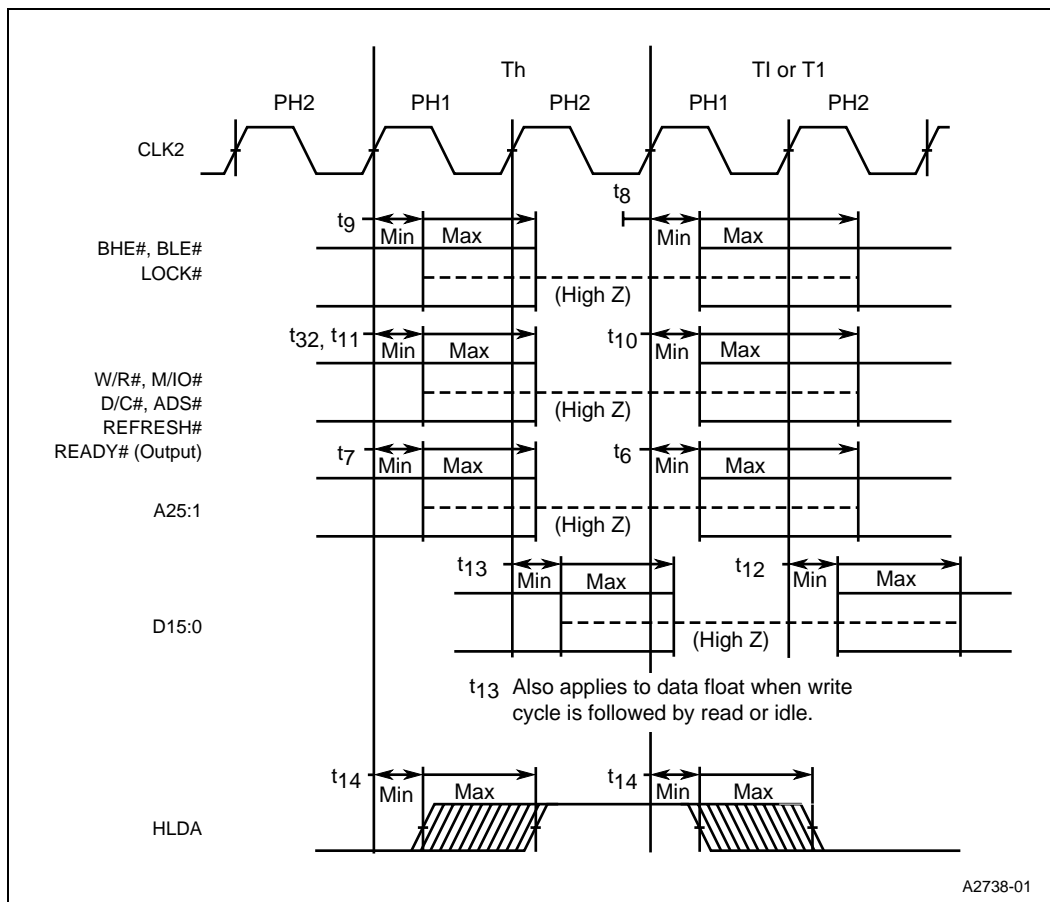 Th TI or T1
PH2 PH1 PH2 PH1 PH2
CLK2
t9 Min Max t8 Min Max
BHE#, BLE#
LOCK#
(High Z)
t32, t11 Min Max t10 Min Max
W/R#, M/IO#
D/C#, ADS#
REFRESH#
READY# (Output)
(High Z)
t7 Min Max t6 Min Max
A25:1
(High Z)
t13 Min Max t12 Min Max
D15:0
(High Z)
t13 Also applies to data float when write
cycle is followed by read or idle.
t14 Min Max t14 Min Max
HLDA
A2738-01